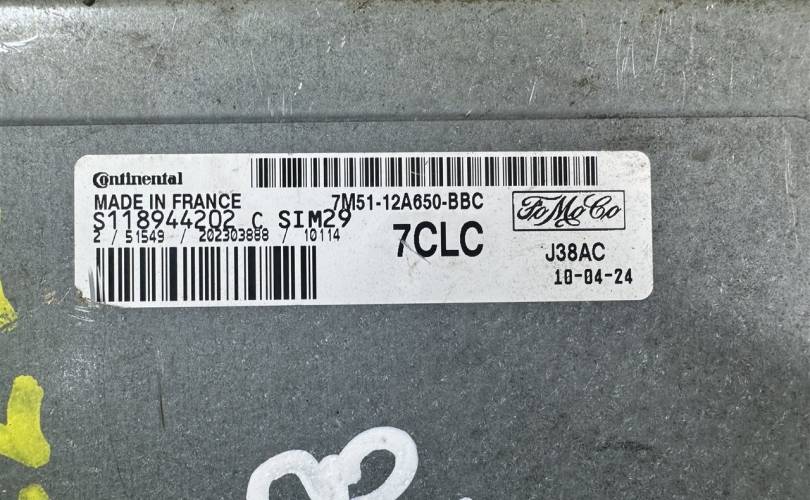 Continental
MADE IN FRANCE
7M51-12A650-BBC
FoMoCo
S118944202 C SIM29
2 / 51549 / 202303888 / 10114
7CLC
J38AC
10-04-24